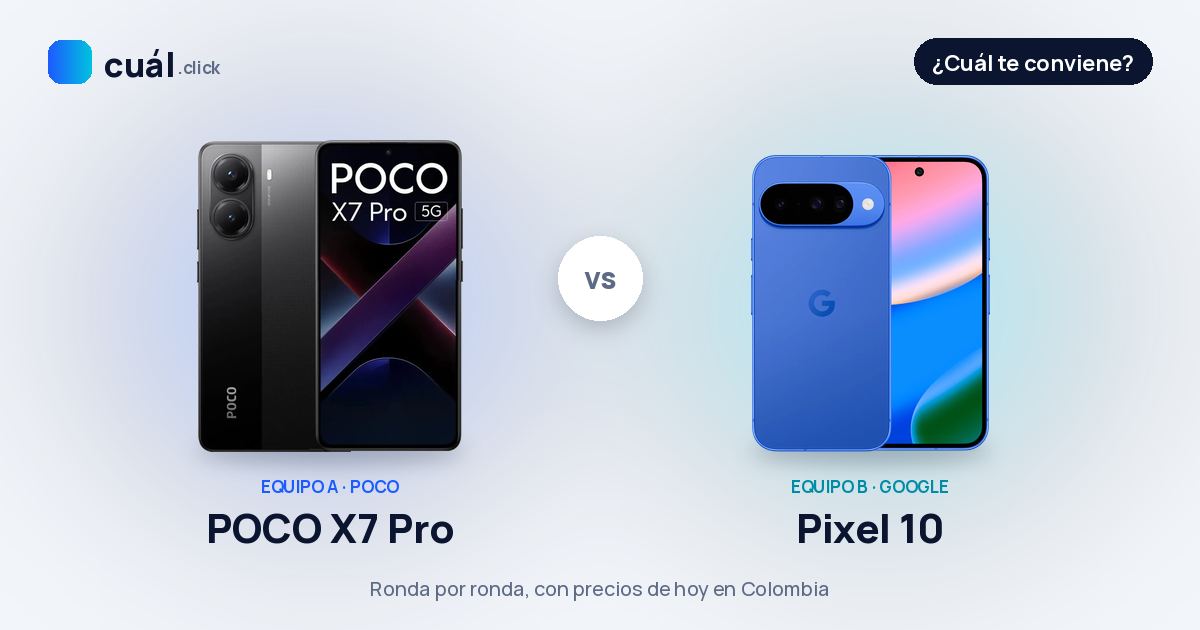 cuál.click
¿Cuál te conviene?
POCO
X7 Pro 5G
POCO
G
vs
EQUIPO A · POCO
EQUIPO B · GOOGLE
POCO X7 Pro
Pixel 10
Ronda por ronda, con precios de hoy en Colombia